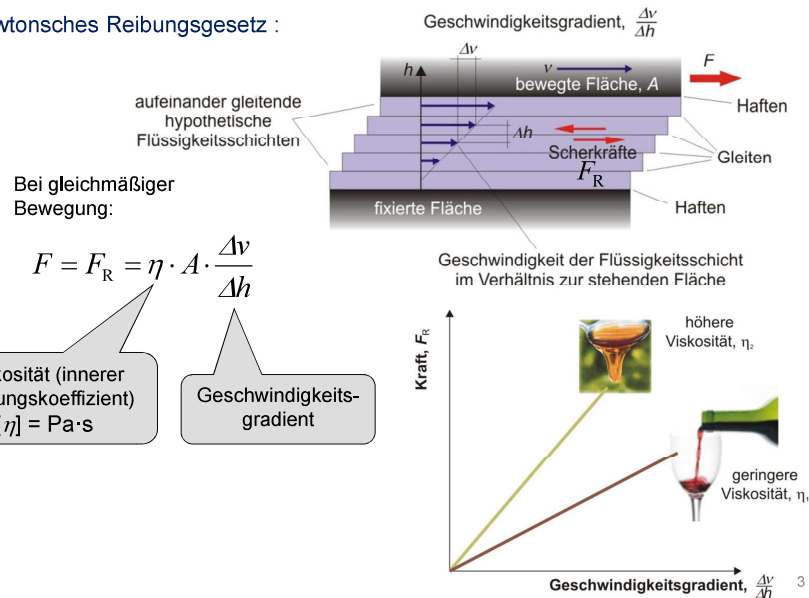 wtonsches Reibungsgesetz :
Geschwindigkeitsgradient, Δv/Δh
Δv
h
v
bewegte Fläche, A
F
aufeinander gleitende
hypothetische
Flüssigkeitsschichten
Haften
Δh
Scherkräfte
Gleiten
F_R
Bei gleichmäßiger
Bewegung:
fixierte Fläche
Haften
F = F_R = η · A · Δv/Δh
Geschwindigkeit der Flüssigkeitsschicht
im Verhältnis zur stehenden Fläche
kosität (innerer
ungskoeffizient)
η] = Pa·s
Geschwindigkeits-
gradient
Kraft, F_R
höhere
Viskosität, η₂
geringere
Viskosität, η₁
Geschwindigkeitsgradient, Δv/Δh
3